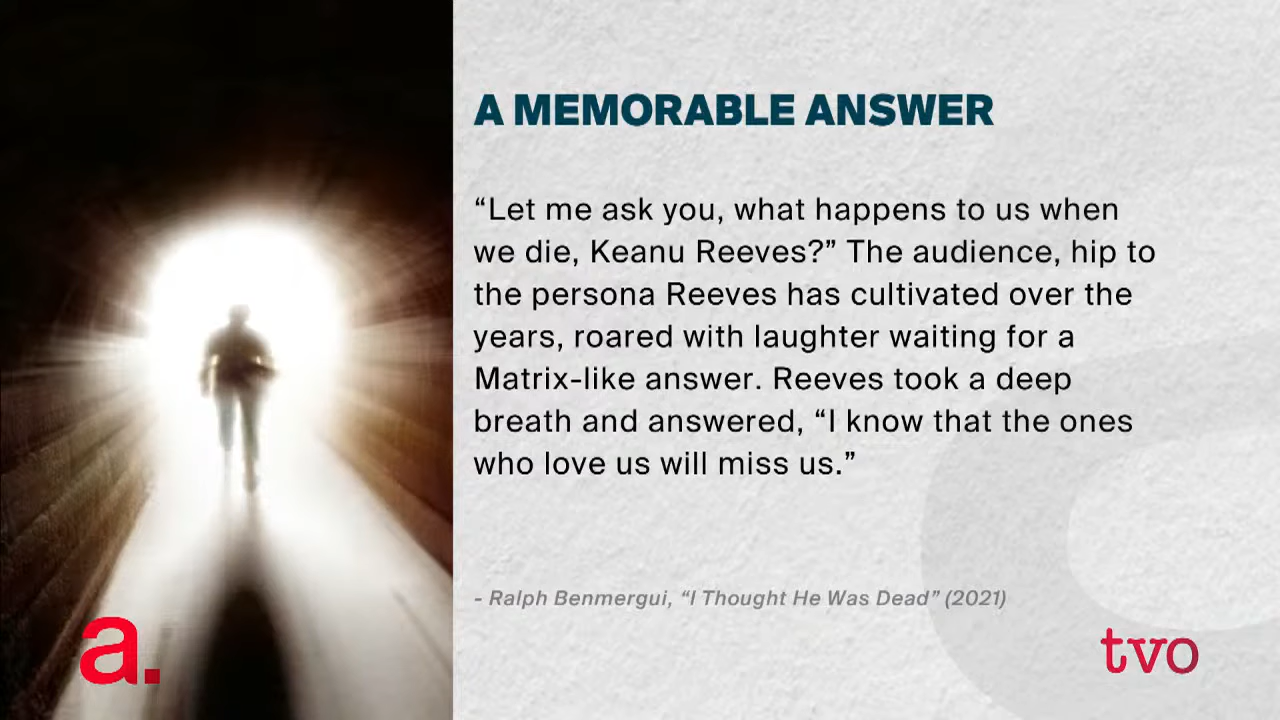 A MEMORABLE ANSWER
“Let me ask you, what happens to us when
we die, Keanu Reeves?” The audience, hip to
the persona Reeves has cultivated over the
years, roared with laughter waiting for a
Matrix-like answer. Reeves took a deep
breath and answered, “I know that the ones
who love us will miss us.”
- Ralph Benmergui, “I Thought He Was Dead” (2021)
a.
tvo